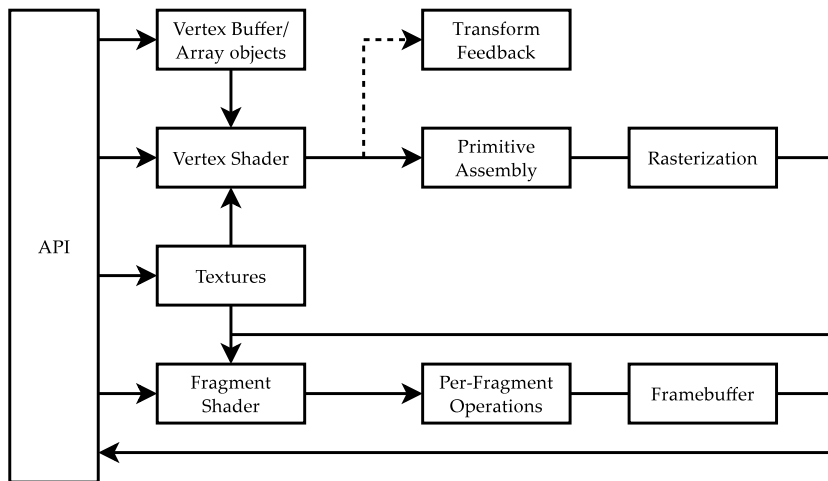 Vertex Buffer/
Array objects
Transform
Feedback
Vertex Shader
Primitive
Assembly
Rasterization
API
Textures
Fragment
Shader
Per-Fragment
Operations
Framebuffer